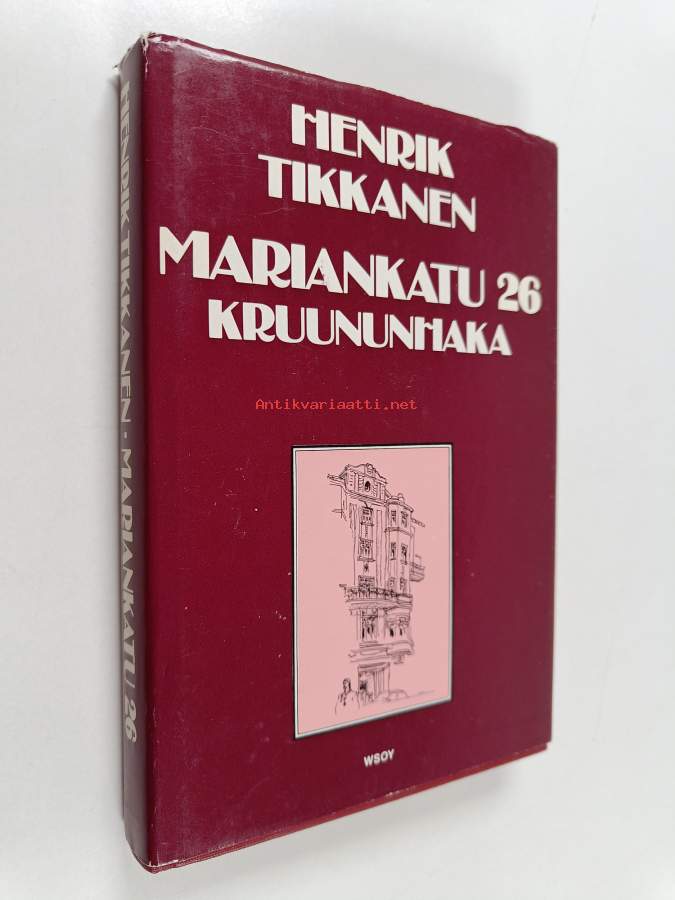 HENRIK
TIKKANEN
MARIANKATU 26
KRUUNUNHAKA
Antikvariaatti.net
WSOY
HENRIK TIKKANEN · MARIANKATU 26